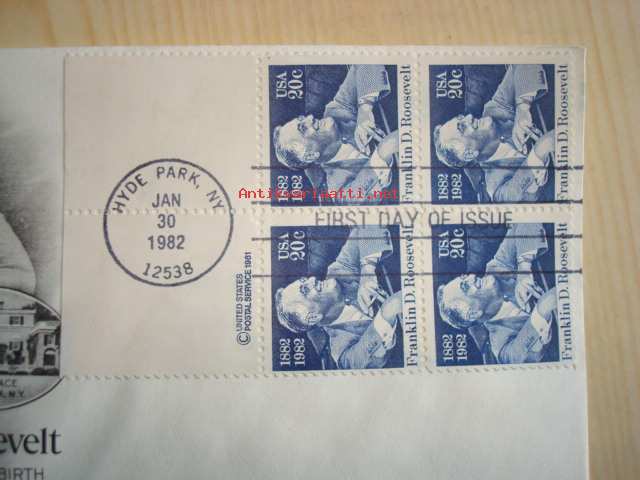 HYDE PARK, NY
JAN
30
1982
12538
FIRST DAY OF ISSUE
USA
20c
1882
1982
Franklin D. Roosevelt
USA
20c
1882
1982
Franklin D. Roosevelt
USA
20c
1882
1982
Franklin D. Roosevelt
USA
20c
1882
1982
Franklin D. Roosevelt
© UNITED STATES
POSTAL SERVICE 1981
Antikvariaatti.net
ACE
N.Y.
evelt
BIRTH